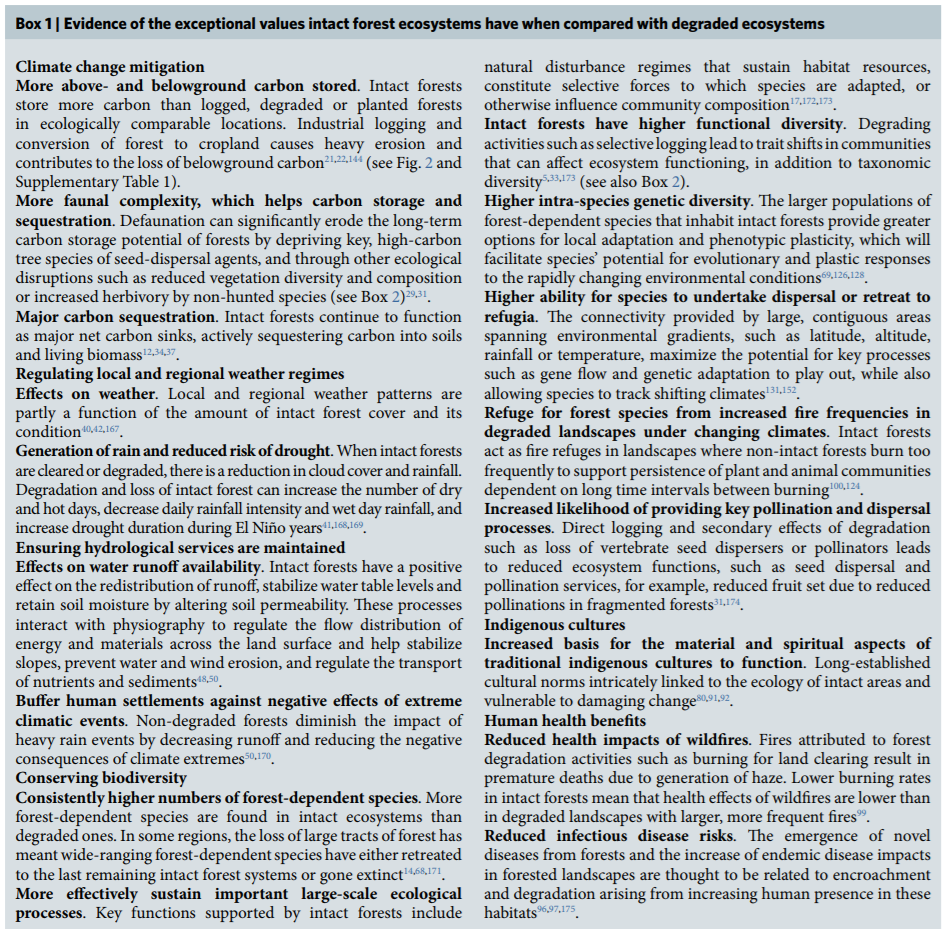 Box 1 | Evidence of the exceptional values intact forest ecosystems have when compared with degraded ecosystems
Climate change mitigation
More above- and belowground carbon stored. Intact forests
store more carbon than logged, degraded or planted forests
in ecologically comparable locations. Industrial logging and
conversion of forest to cropland causes heavy erosion and
contributes to the loss of belowground carbon21,22,144 (see Fig. 2 and
Supplementary Table 1).
More faunal complexity, which helps carbon storage and
sequestration. Defaunation can significantly erode the long-term
carbon storage potential of forests by depriving key, high-carbon
tree species of seed-dispersal agents, and through other ecological
disruptions such as reduced vegetation diversity and composition
or increased herbivory by non-hunted species (see Box 2)29,31.
Major carbon sequestration. Intact forests continue to function
as major net carbon sinks, actively sequestering carbon into soils
and living biomass12,34,37.
Regulating local and regional weather regimes
Effects on weather. Local and regional weather patterns are
partly a function of the amount of intact forest cover and its
condition40,42,167.
Generation of rain and reduced risk of drought. When intact forests
are cleared or degraded, there is a reduction in cloud cover and rainfall.
Degradation and loss of intact forest can increase the number of dry
and hot days, decrease daily rainfall intensity and wet day rainfall, and
increase drought duration during El Niño years41,168,169.
Ensuring hydrological services are maintained
Effects on water runoff availability. Intact forests have a positive
effect on the redistribution of runoff, stabilize water table levels and
retain soil moisture by altering soil permeability. These processes
interact with physiography to regulate the flow distribution of
energy and materials across the land surface and help stabilize
slopes, prevent water and wind erosion, and regulate the transport
of nutrients and sediments48,50.
Buffer human settlements against negative effects of extreme
climatic events. Non-degraded forests diminish the impact of
heavy rain events by decreasing runoff and reducing the negative
consequences of climate extremes50,170.
Conserving biodiversity
Consistently higher numbers of forest-dependent species. More
forest-dependent species are found in intact ecosystems than
degraded ones. In some regions, the loss of large tracts of forest has
meant wide-ranging forest-dependent species have either retreated
to the last remaining intact forest systems or gone extinct14,68,171.
More effectively sustain important large-scale ecological
processes. Key functions supported by intact forests include
natural disturbance regimes that sustain habitat resources,
constitute selective forces to which species are adapted, or
otherwise influence community composition17,172,173.
Intact forests have higher functional diversity. Degrading
activities such as selective logging lead to trait shifts in communities
that can affect ecosystem functioning, in addition to taxonomic
diversity5,33,173 (see also Box 2).
Higher intra-species genetic diversity. The larger populations of
forest-dependent species that inhabit intact forests provide greater
options for local adaptation and phenotypic plasticity, which will
facilitate species' potential for evolutionary and plastic responses
to the rapidly changing environmental conditions69,126,128.
Higher ability for species to undertake dispersal or retreat to
refugia. The connectivity provided by large, contiguous areas
spanning environmental gradients, such as latitude, altitude,
rainfall or temperature, maximize the potential for key processes
such as gene flow and genetic adaptation to play out, while also
allowing species to track shifting climates131,152.
Refuge for forest species from increased fire frequencies in
degraded landscapes under changing climates. Intact forests
act as fire refuges in landscapes where non-intact forests burn too
frequently to support persistence of plant and animal communities
dependent on long time intervals between burning100,124.
Increased likelihood of providing key pollination and dispersal
processes. Direct logging and secondary effects of degradation
such as loss of vertebrate seed dispersers or pollinators leads
to reduced ecosystem functions, such as seed dispersal and
pollination services, for example, reduced fruit set due to reduced
pollinations in fragmented forests31,174.
Indigenous cultures
Increased basis for the material and spiritual aspects of
traditional indigenous cultures to function. Long-established
cultural norms intricately linked to the ecology of intact areas and
vulnerable to damaging change80,91,92.
Human health benefits
Reduced health impacts of wildfires. Fires attributed to forest
degradation activities such as burning for land clearing result in
premature deaths due to generation of haze. Lower burning rates
in intact forests mean that health effects of wildfires are lower than
in degraded landscapes with larger, more frequent fires99.
Reduced infectious disease risks. The emergence of novel
diseases from forests and the increase of endemic disease impacts
in forested landscapes are thought to be related to encroachment
and degradation arising from increasing human presence in these
habitats96,97,175.